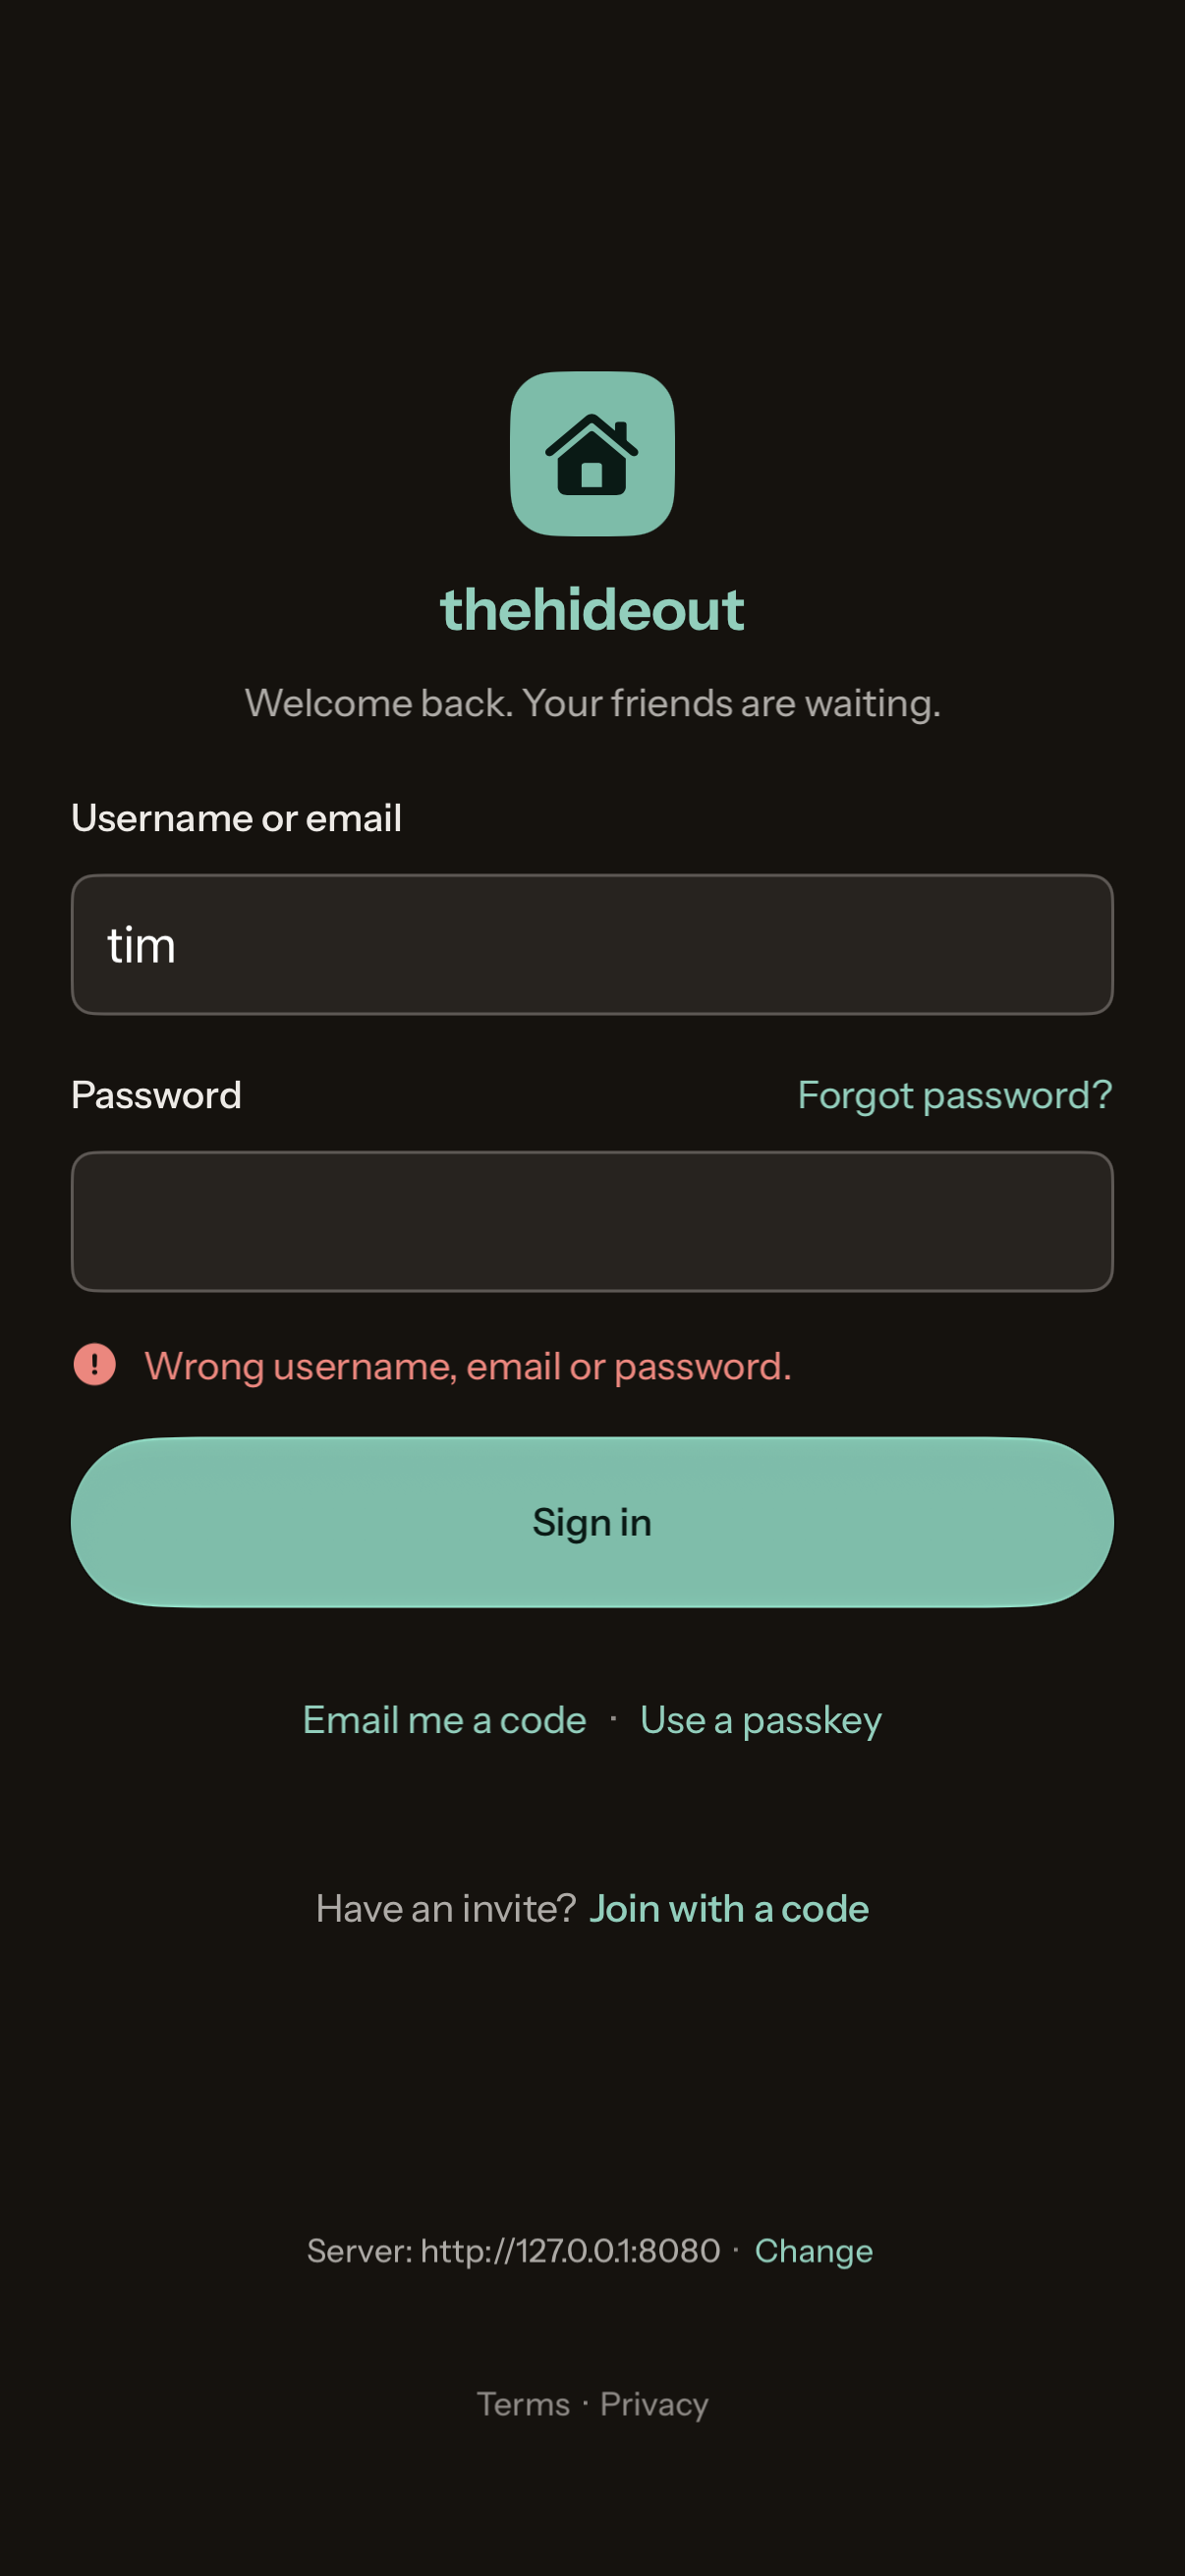 thehideout
Welcome back. Your friends are waiting.
Username or email
tim
Password Forgot password?
Wrong username, email or password.
Sign in
Email me a code · Use a passkey
Have an invite? Join with a code
Server: http://127.0.0.1:8080 · Change
Terms · Privacy